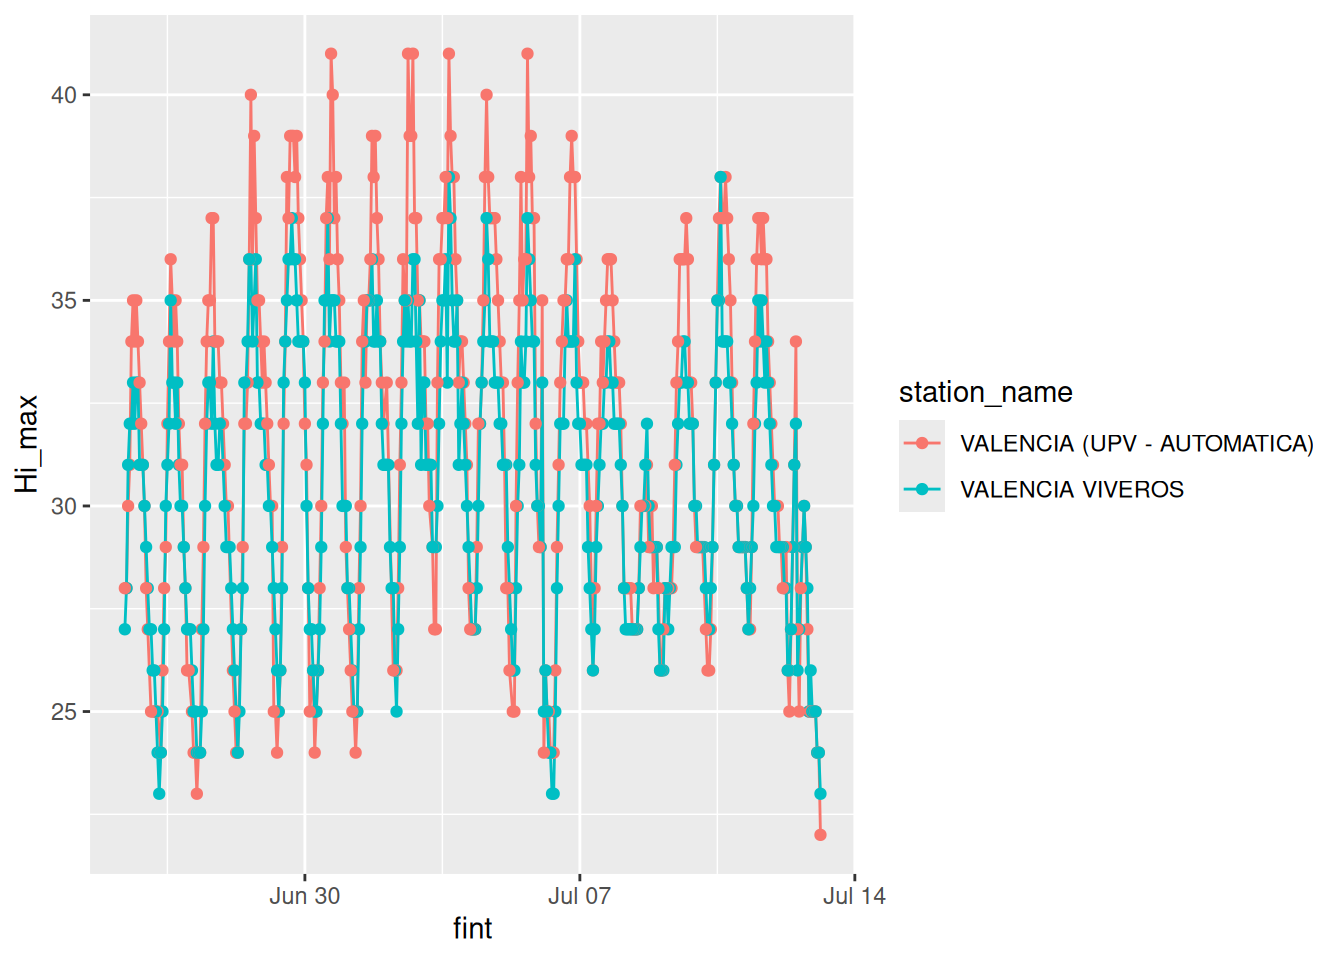 40
35
30
25
Hi_max
Jun 30
Jul 07
Jul 14
fint
station_name
VALENCIA (UPV - AUTOMATICA)
VALENCIA VIVEROS